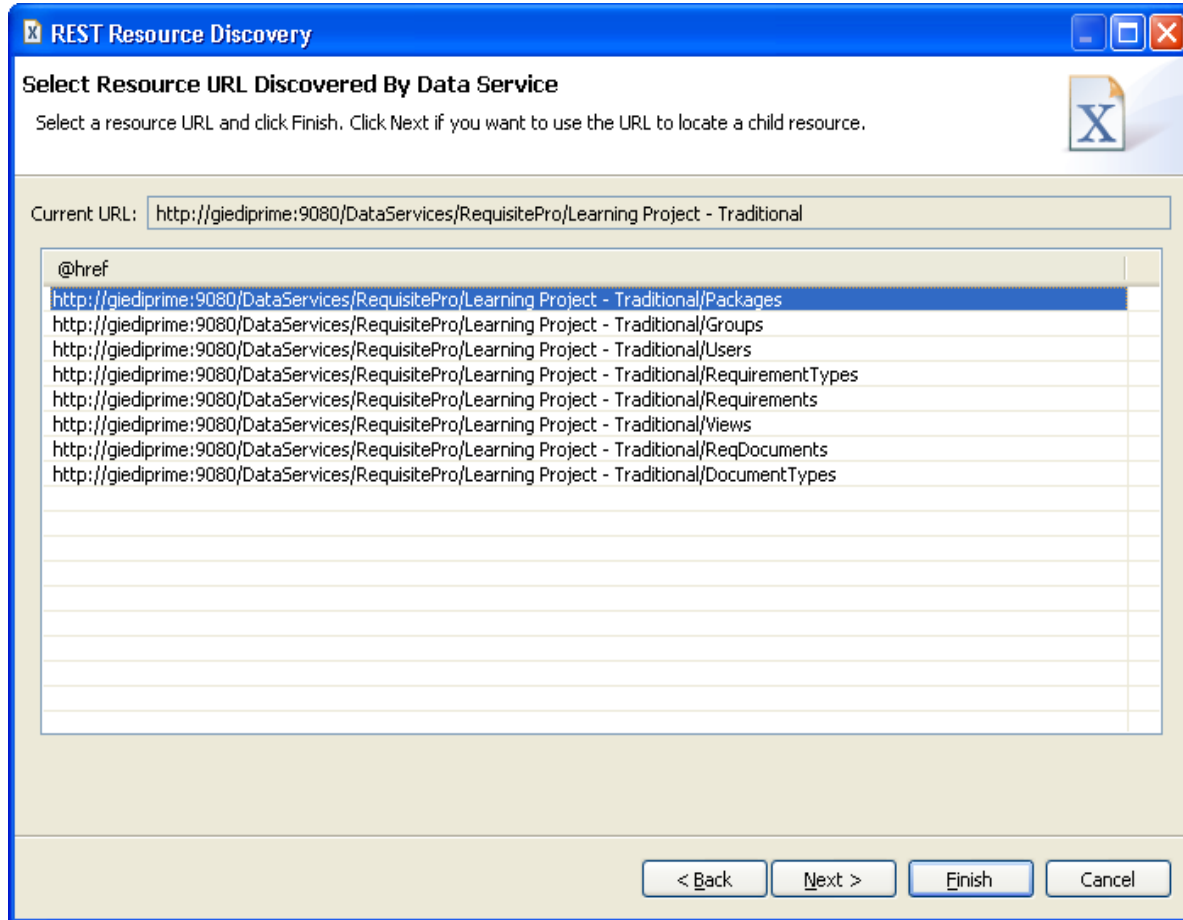 REST Resource Discovery
Select Resource URL Discovered By Data Service
Select a resource URL and click Finish. Click Next if you want to use the URL to locate a child resource.
X
Current URL: http://giediprime:9080/DataServices/RequisitePro/Learning Project - Traditional
@href
http://giediprime:9080/DataServices/RequisitePro/Learning Project - Traditional/Packages
http://giediprime:9080/DataServices/RequisitePro/Learning Project - Traditional/Groups
http://giediprime:9080/DataServices/RequisitePro/Learning Project - Traditional/Users
http://giediprime:9080/DataServices/RequisitePro/Learning Project - Traditional/RequirementTypes
http://giediprime:9080/DataServices/RequisitePro/Learning Project - Traditional/Requirements
http://giediprime:9080/DataServices/RequisitePro/Learning Project - Traditional/Views
http://giediprime:9080/DataServices/RequisitePro/Learning Project - Traditional/ReqDocuments
http://giediprime:9080/DataServices/RequisitePro/Learning Project - Traditional/DocumentTypes
< Back Next > Finish Cancel